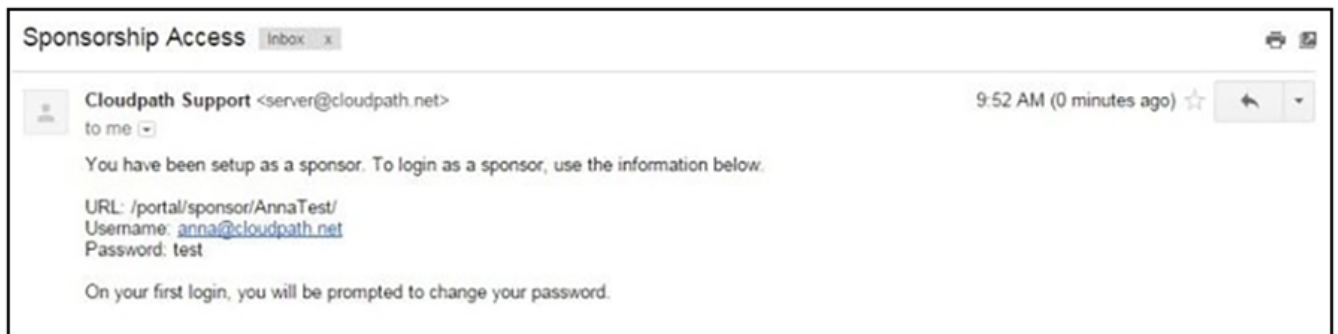 Sponsorship Access Inbox x
Cloudpath Support <server@cloudpath.net> 9:52 AM (0 minutes ago)
to me
You have been setup as a sponsor. To login as a sponsor, use the information below.
URL: /portal/sponsor/AnnaTest/
Username: anna@cloudpath.net
Password: test
On your first login, you will be prompted to change your password.